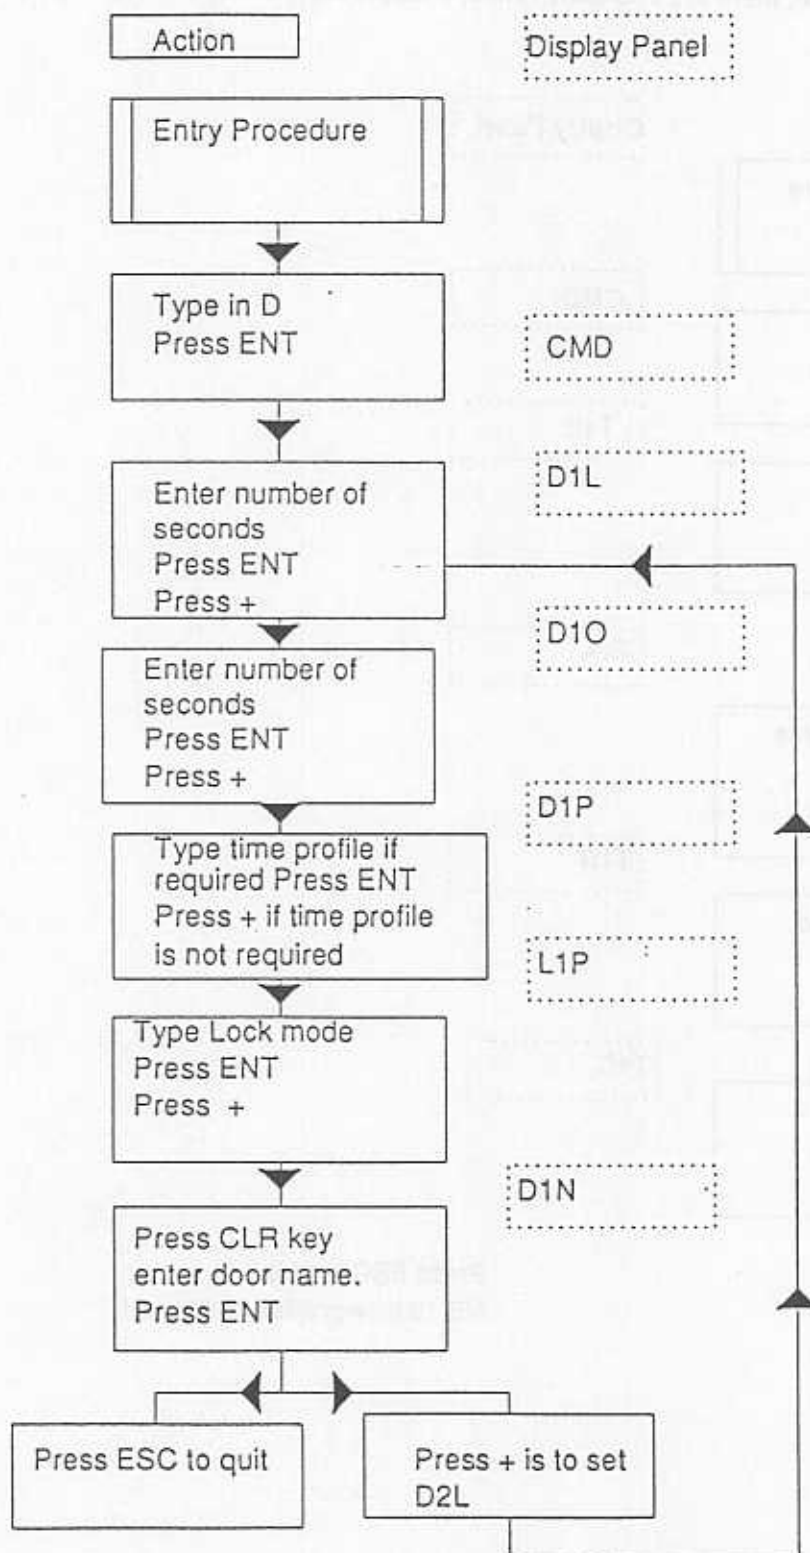 Action
Display Panel
Entry Procedure
Type in D
Press ENT
CMD
D1L
Enter number of
seconds
Press ENT
Press +
D1O
Enter number of
seconds
Press ENT
Press +
D1P
Type time profile if
required Press ENT
Press + if time profile
is not required
L1P
Type Lock mode
Press ENT
Press +
D1N
Press CLR key
enter door name.
Press ENT
Press ESC to quit
Press + is to set
D2L